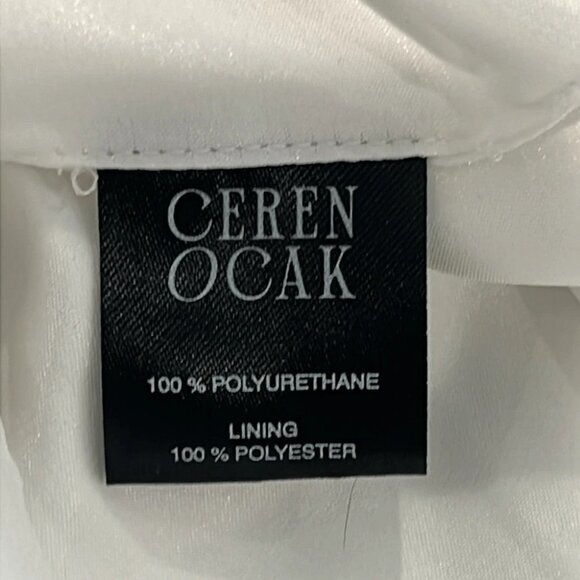 CEREN
OCAK
100 % POLYURETHANE
LINING
100 % POLYESTER